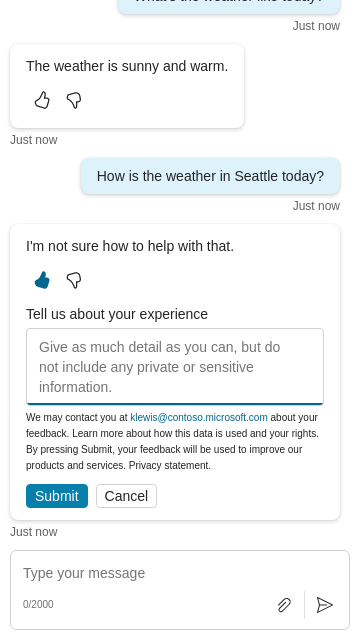 What's the weather like today?
Just now
The weather is sunny and warm.
Just now
How is the weather in Seattle today?
Just now
I'm not sure how to help with that.
Tell us about your experience
Give as much detail as you can, but do
not include any private or sensitive
information.
We may contact you at klewis@contoso.microsoft.com about your
feedback. Learn more about how this data is used and your rights.
By pressing Submit, your feedback will be used to improve our
products and services. Privacy statement.
Submit Cancel
Just now
Type your message
0/2000